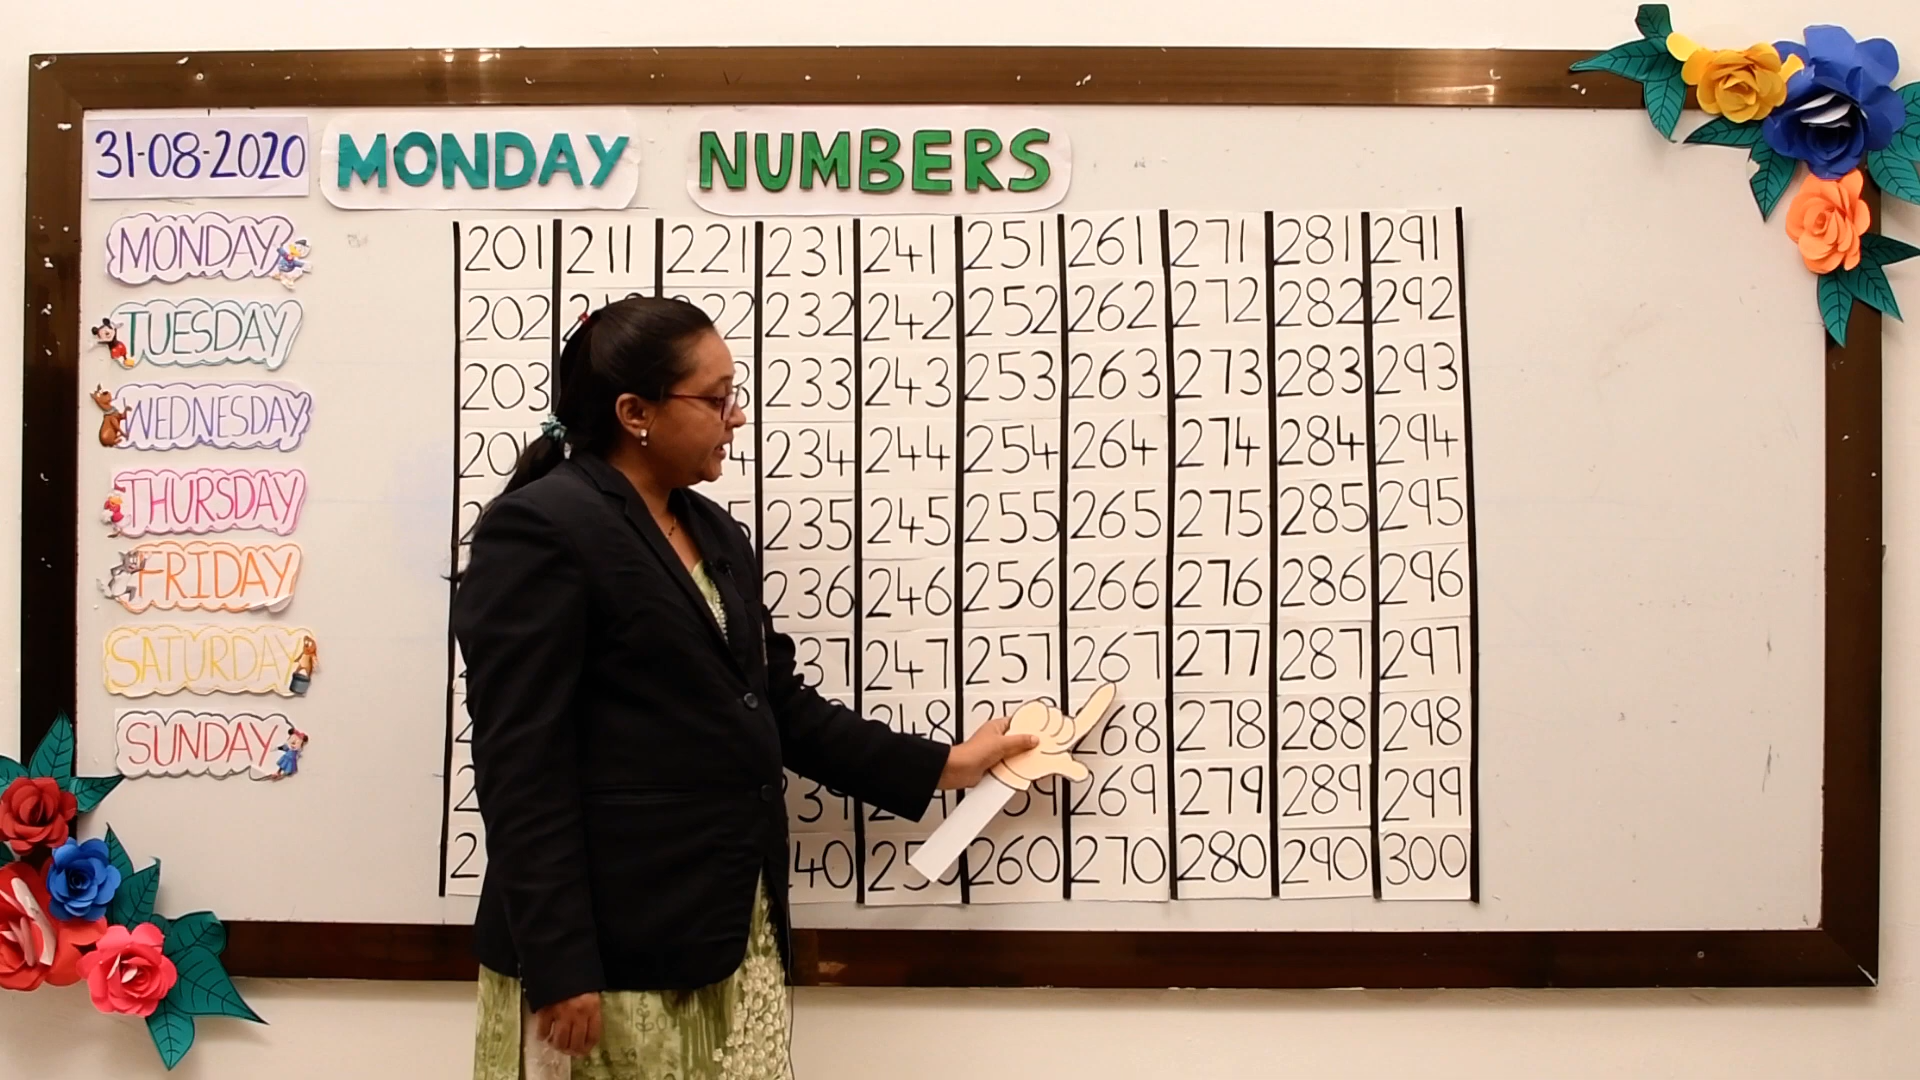 31-08-2020 MONDAY NUMBERS
MONDAY
TUESDAY
WEDNESDAY
THURSDAY
FRIDAY
SATURDAY
SUNDAY
201 211 221 231 241 251 261 271 281 291
202 232 242 252 262 272 282 292
203 233 243 253 263 273 283 293
234 244 254 264 274 284 294
235 245 255 265 275 285 295
236 246 256 266 276 286 296
247 257 267 277 287 297
268 278 288 298
269 279 289 299
260 270 280 290 300